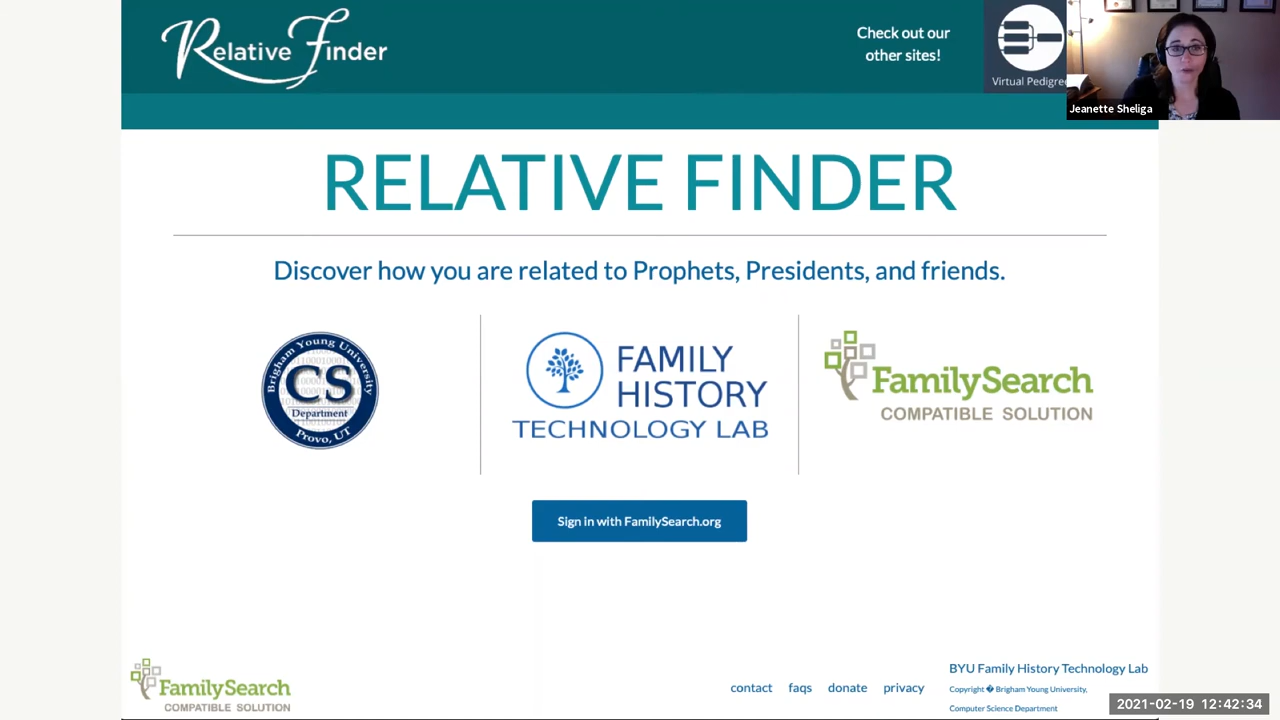 Relative Finder
Check out our
other sites!
Virtual Pedigree
Jeanette Sheliga
RELATIVE FINDER
Discover how you are related to Prophets, Presidents, and friends.
Brigham Young University
CS
Department
Provo, UT
FAMILY
HISTORY
TECHNOLOGY LAB
FamilySearch
COMPATIBLE SOLUTION
Sign in with FamilySearch.org
FamilySearch
COMPATIBLE SOLUTION
contact faqs donate privacy
BYU Family History Technology Lab
Copyright � Brigham Young University,
Computer Science Department
2021-02-19 12:42:34